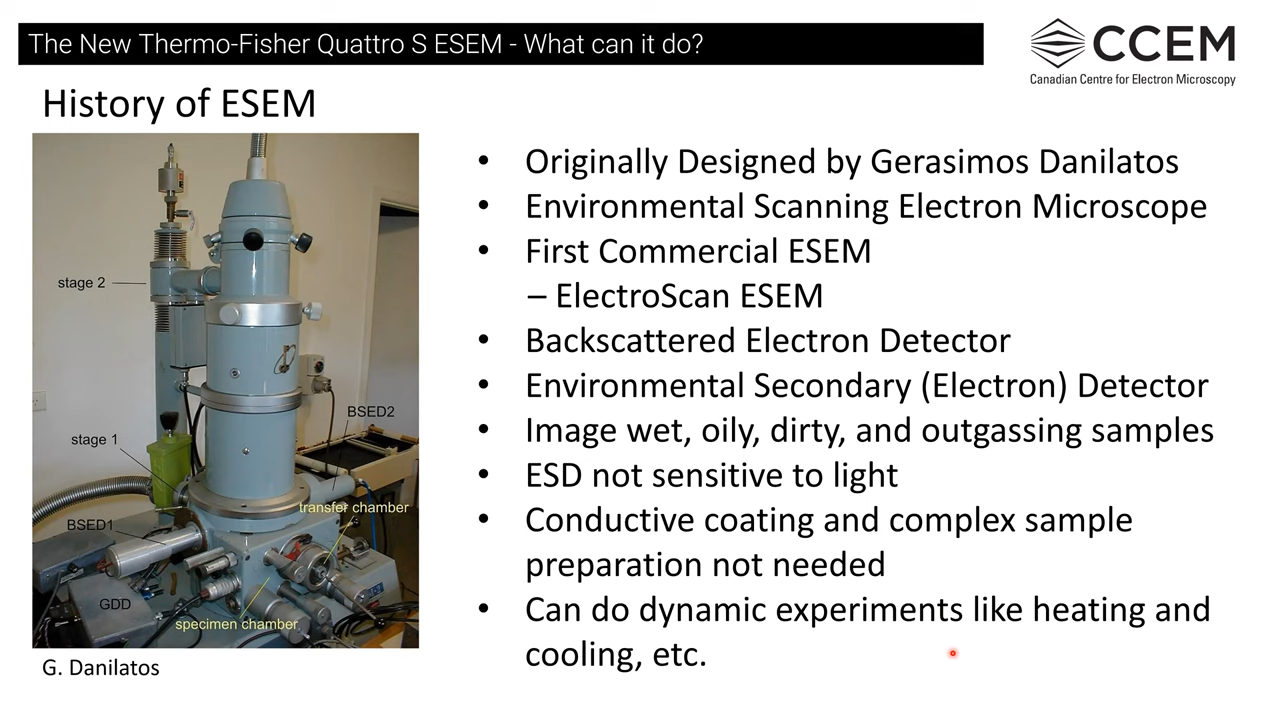 The New Thermo-Fisher Quattro S ESEM - What can it do?
CCEM
Canadian Centre for Electron Microscopy
History of ESEM
stage 2
BSED2
stage 1
transfer chamber
BSED1
GDD
specimen chamber
G. Danilatos
• Originally Designed by Gerasimos Danilatos
• Environmental Scanning Electron Microscope
• First Commercial ESEM
– ElectroScan ESEM
• Backscattered Electron Detector
• Environmental Secondary (Electron) Detector
• Image wet, oily, dirty, and outgassing samples
• ESD not sensitive to light
• Conductive coating and complex sample
preparation not needed
• Can do dynamic experiments like heating and
cooling, etc.